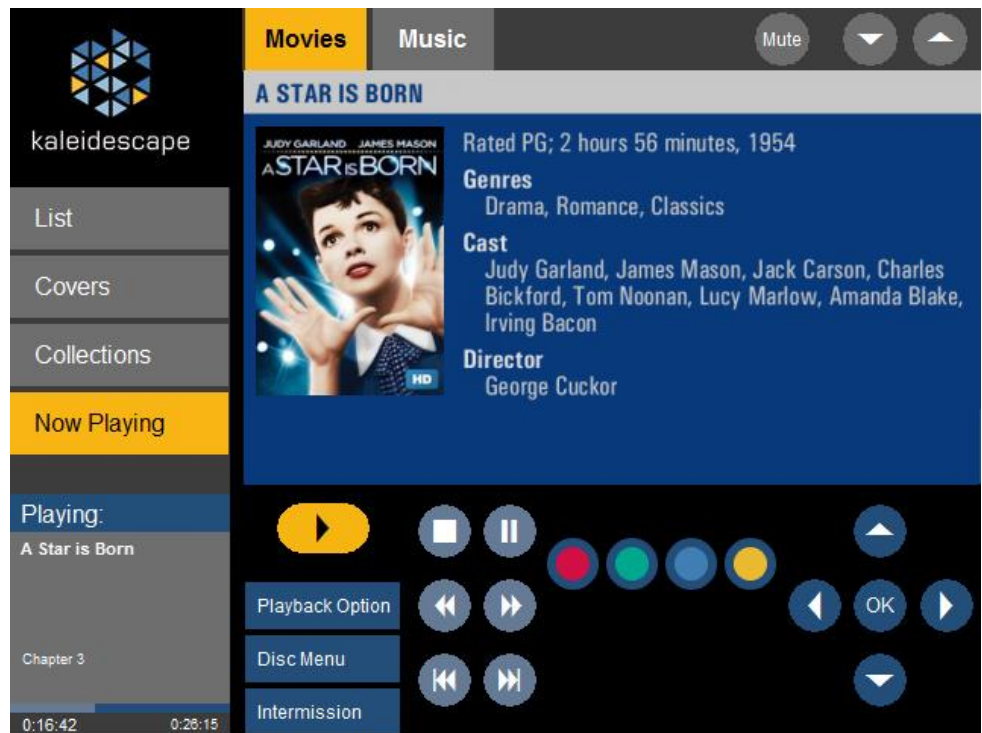 kaleidescape
Movies
Music
Mute
A STAR IS BORN
JUDY GARLAND JAMES MASON
A STAR IS BORN
HD
Rated PG; 2 hours 56 minutes, 1954
Genres
Drama, Romance, Classics
Cast
Judy Garland, James Mason, Jack Carson, Charles
Bickford, Tom Noonan, Lucy Marlow, Amanda Blake,
Irving Bacon
Director
George Cuckor
List
Covers
Collections
Now Playing
Playing:
A Star is Born
Chapter 3
0:16:42
0:26:15
Playback Option
Disc Menu
Intermission
OK